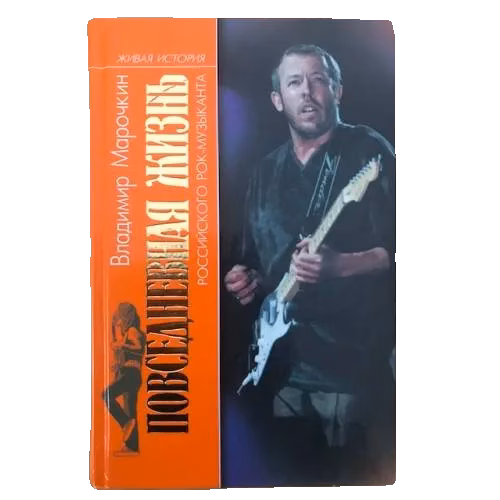 ЖИВАЯ ИСТОРИЯ
Владимир Марочкин
ПОВСЕДНЕВНАЯ ЖИЗНЬ
РОССИЙСКОГО РОК-МУЗЫКАНТА